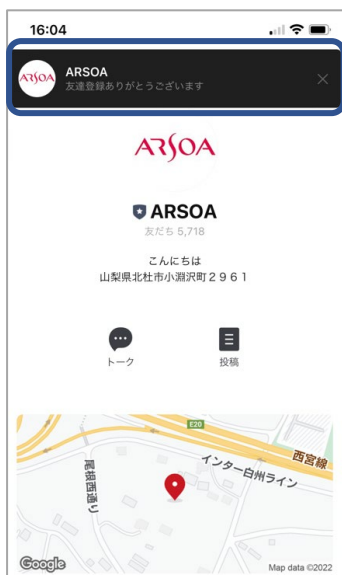 16:04
ARSOA
ARSOA
友達登録ありがとうございます
ARSOA
ARSOA
友だち 5,718
こんにちは
山梨県北杜市小淵沢町2961
トーク
投稿
E20
西宮線
インター白州ライン
尾根西通り
Google
Map data ©2022